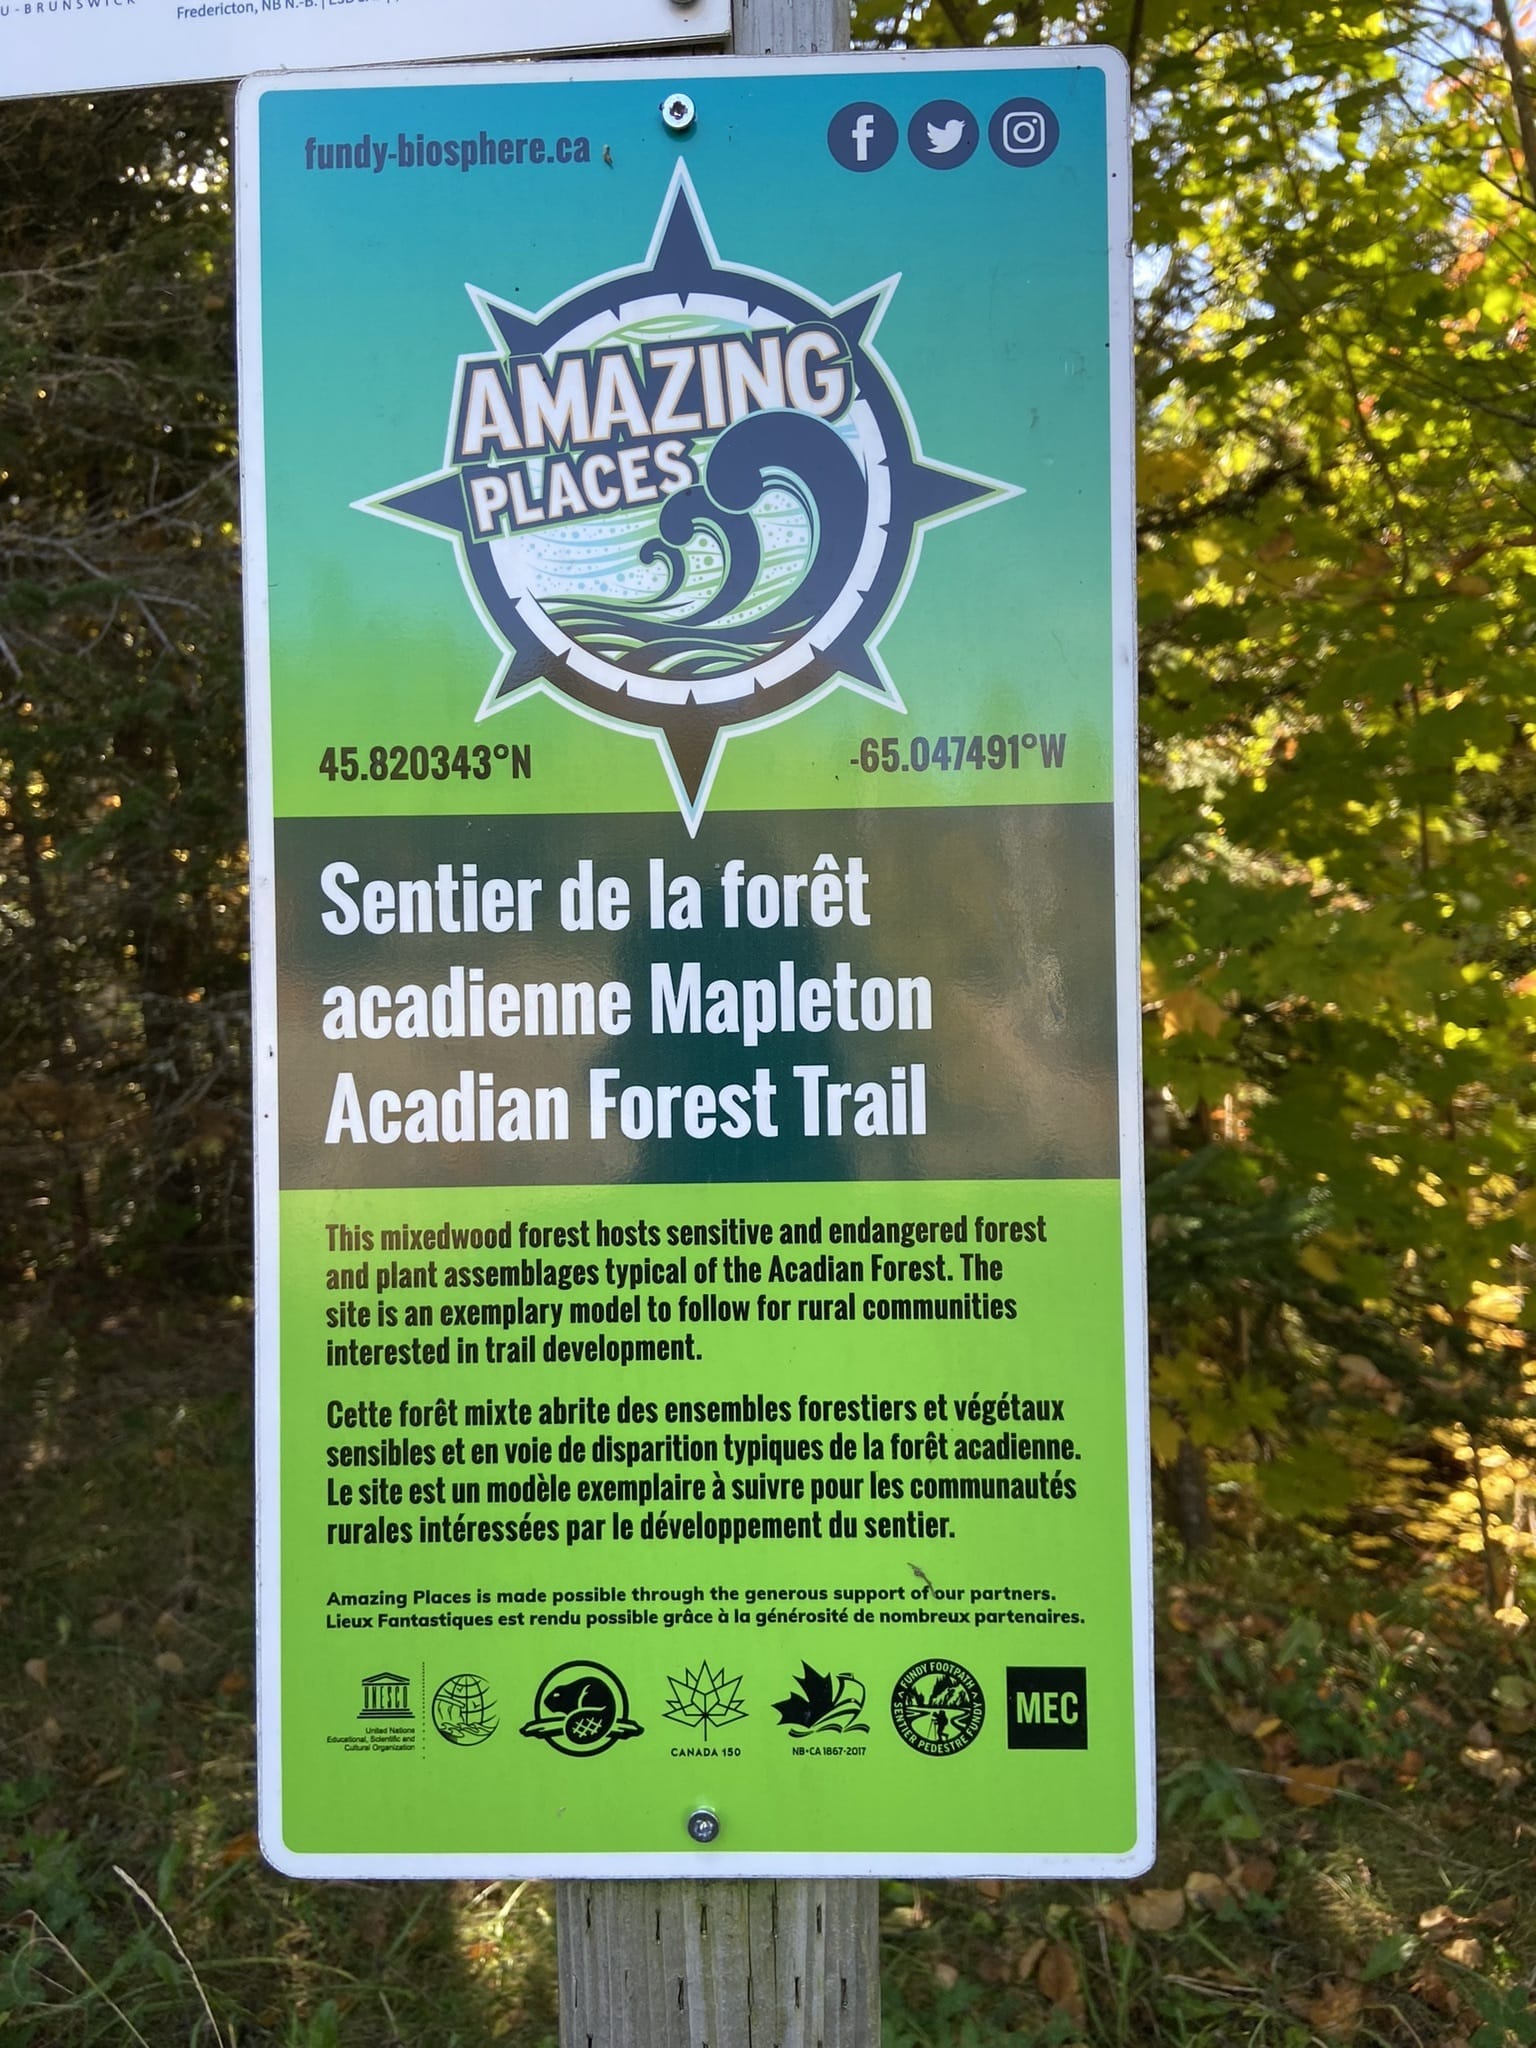 U-BRUNSWICK
Fredericton, NB N.-B.
fundy-biosphere.ca
AMAZING
PLACES
45.820343°N
-65.047491°W
Sentier de la forêt
acadienne Mapleton
Acadian Forest Trail
This mixedwood forest hosts sensitive and endangered forest
and plant assemblages typical of the Acadian Forest. The
site is an exemplary model to follow for rural communities
interested in trail development.
Cette forêt mixte abrite des ensembles forestiers et végétaux
sensibles et en voie de disparition typiques de la forêt acadienne.
Le site est un modèle exemplaire à suivre pour les communautés
rurales intéressées par le développement du sentier.
Amazing Places is made possible through the generous support of our partners.
Lieux Fantastiques est rendu possible grâce à la générosité de nombreux partenaires.
UNESCO
United Nations
Educational, Scientific and
Cultural Organization
CANADA 150
NB•CA 1867-2017
FUNDY FOOTPATH
SENTIER PEDESTRE FUNDY
MEC